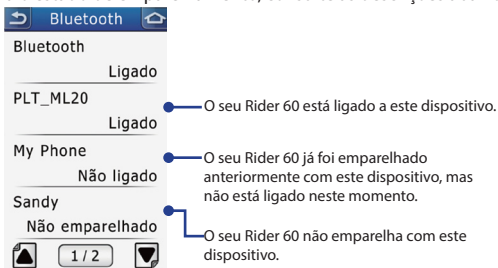 Bluetooth
Bluetooth
Ligado
PLT_ML20
Ligado
My Phone
Não ligado
Sandy
Não emparelhado
1/2
O seu Rider 60 está ligado a este dispositivo.
O seu Rider 60 já foi emparelhado
anteriormente com este dispositivo, mas
não está ligado neste momento.
O seu Rider 60 não emparelha com este
dispositivo.